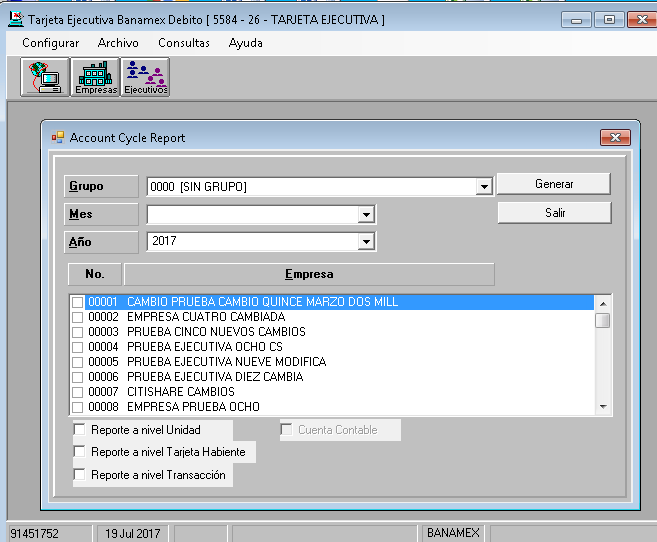 Tarjeta Ejecutiva Banamex Debito [ 5584 - 26 - TARJETA EJECUTIVA ]
Configurar Archivo Consultas Ayuda
Empresas Ejecutivos
Account Cycle Report
Grupo 0000 [SIN GRUPO] Generar
Mes Salir
Año 2017
No. Empresa
00001 CAMBIO PRUEBA CAMBIO QUINCE MARZO DOS MILL
00002 EMPRESA CUATRO CAMBIADA
00003 PRUEBA CINCO NUEVOS CAMBIOS
00004 PRUEBA EJECUTIVA OCHO CS
00005 PRUEBA EJECUTIVA NUEVE MODIFICA
00006 PRUEBA EJECUTIVA DIEZ CAMBIA
00007 CITISHARE CAMBIOS
00008 EMPRESA PRUEBA OCHO
Reporte a nivel Unidad Cuenta Contable
Reporte a nivel Tarjeta Habiente
Reporte a nivel Transacción
91451752 19 Jul 2017 BANAMEX